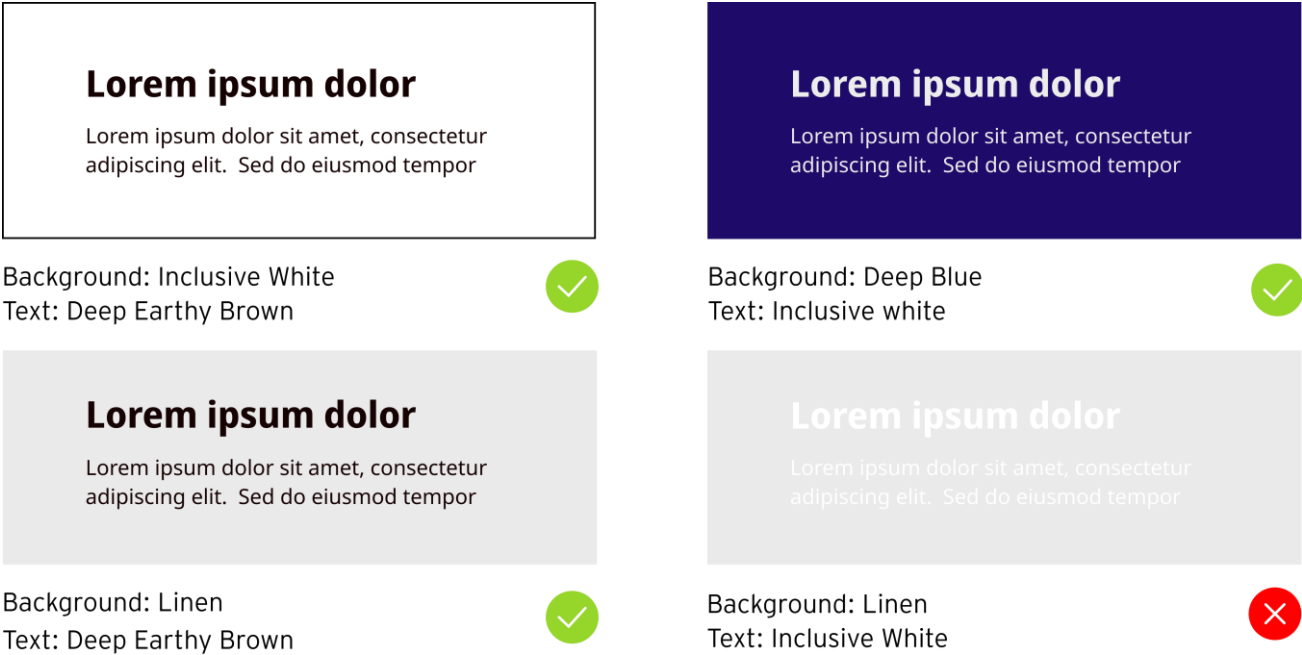 Lorem ipsum dolor
Lorem ipsum dolor sit amet, consectetur
adipiscing elit.  Sed do eiusmod tempor
Background: Inclusive White
Text: Deep Earthy Brown
Lorem ipsum dolor
Lorem ipsum dolor sit amet, consectetur
adipiscing elit.  Sed do eiusmod tempor
Background: Deep Blue
Text: Inclusive white
Lorem ipsum dolor
Lorem ipsum dolor sit amet, consectetur
adipiscing elit.  Sed do eiusmod tempor
Background: Linen
Text: Deep Earthy Brown
Lorem ipsum dolor
Lorem ipsum dolor sit amet, consectetur
adipiscing elit.  Sed do eiusmod tempor
Background: Linen
Text: Inclusive White